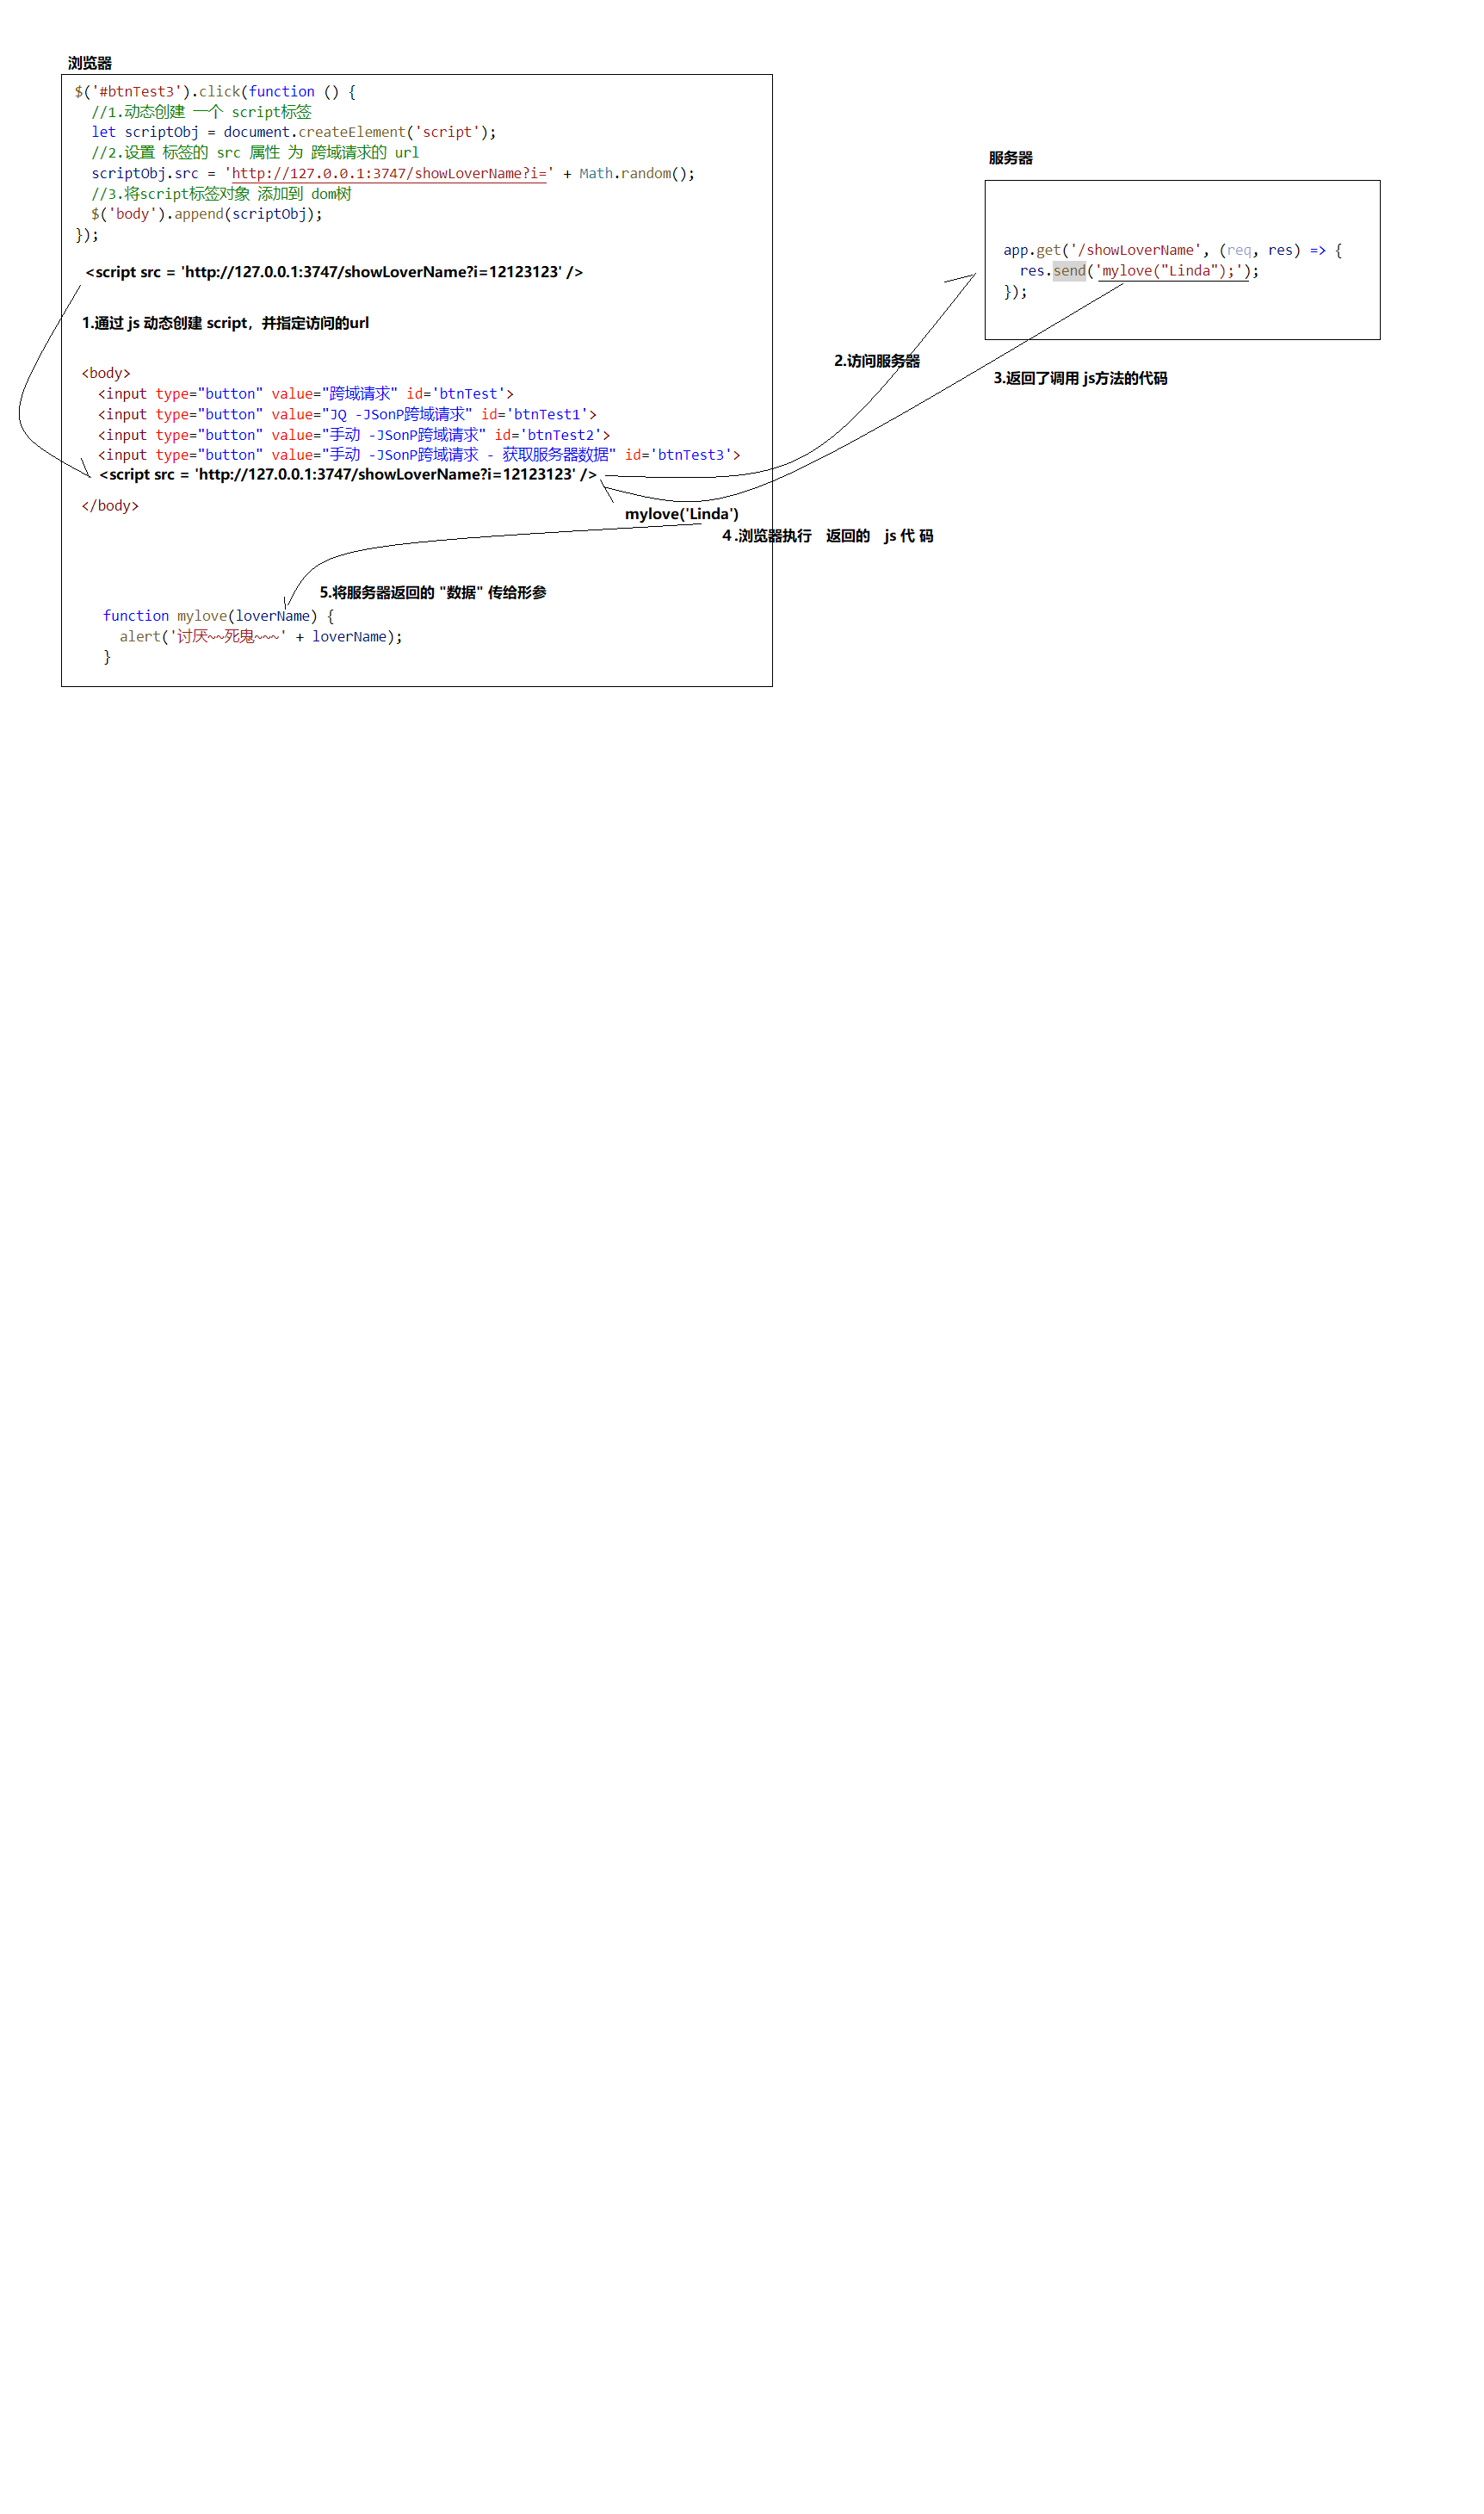 浏览器
$('#btnTest3').click(function () {
//1.动态创建 一个 script标签
let scriptObj = document.createElement('script');
//2.设置 标签的 src 属性 为 跨域请求的 url
scriptObj.src = 'http://127.0.0.1:3747/showLoverName?i=' + Math.random();
//3.将script标签对象 添加到 dom树
$('body').append(scriptObj);
});
<script src = 'http://127.0.0.1:3747/showLoverName?i=12123123' />
1.通过 js 动态创建 script，并指定访问的url
<body>
<input type="button" value="跨域请求" id='btnTest'>
<input type="button" value="JQ -JSonP跨域请求" id='btnTest1'>
<input type="button" value="手动 -JSonP跨域请求" id='btnTest2'>
<input type="button" value="手动 -JSonP跨域请求 - 获取服务器数据" id='btnTest3'>
<script src = 'http://127.0.0.1:3747/showLoverName?i=12123123' />
</body>
mylove('Linda')
4.浏览器执行 返回的 js 代 码
5.将服务器返回的 "数据" 传给形参
function mylove(loverName) {
alert('讨厌~~死鬼~~~' + loverName);
}
服务器
app.get('/showLoverName', (req, res) => {
res.send('mylove("Linda");');
});
2.访问服务器
3.返回了调用 js方法的代码